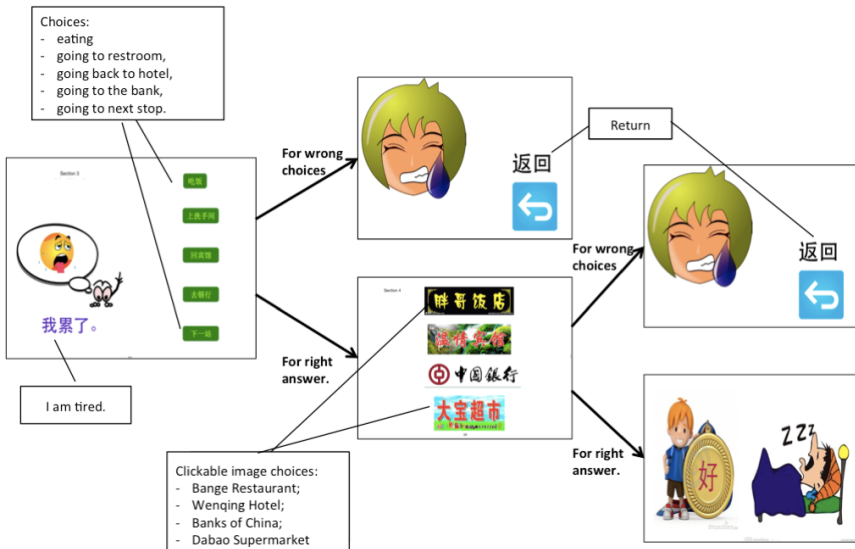 Choices:
- eating
- going to restroom,
- going back to hotel,
- going to the bank,
- going to next stop.
Section 3
吃饭
上洗手间
回宾馆
去银行
下一站
我累了。
I am tired.
For wrong
choices
For right
answer.
返回
Return
Section 4
胖哥饭店
温情宾馆
中国银行
大宝超市
Clickable image choices:
- Bange Restaurant;
- Wenqing Hotel;
- Banks of China;
- Dabao Supermarket
For wrong
choices
For right
answer.
返回
好
ZZZ